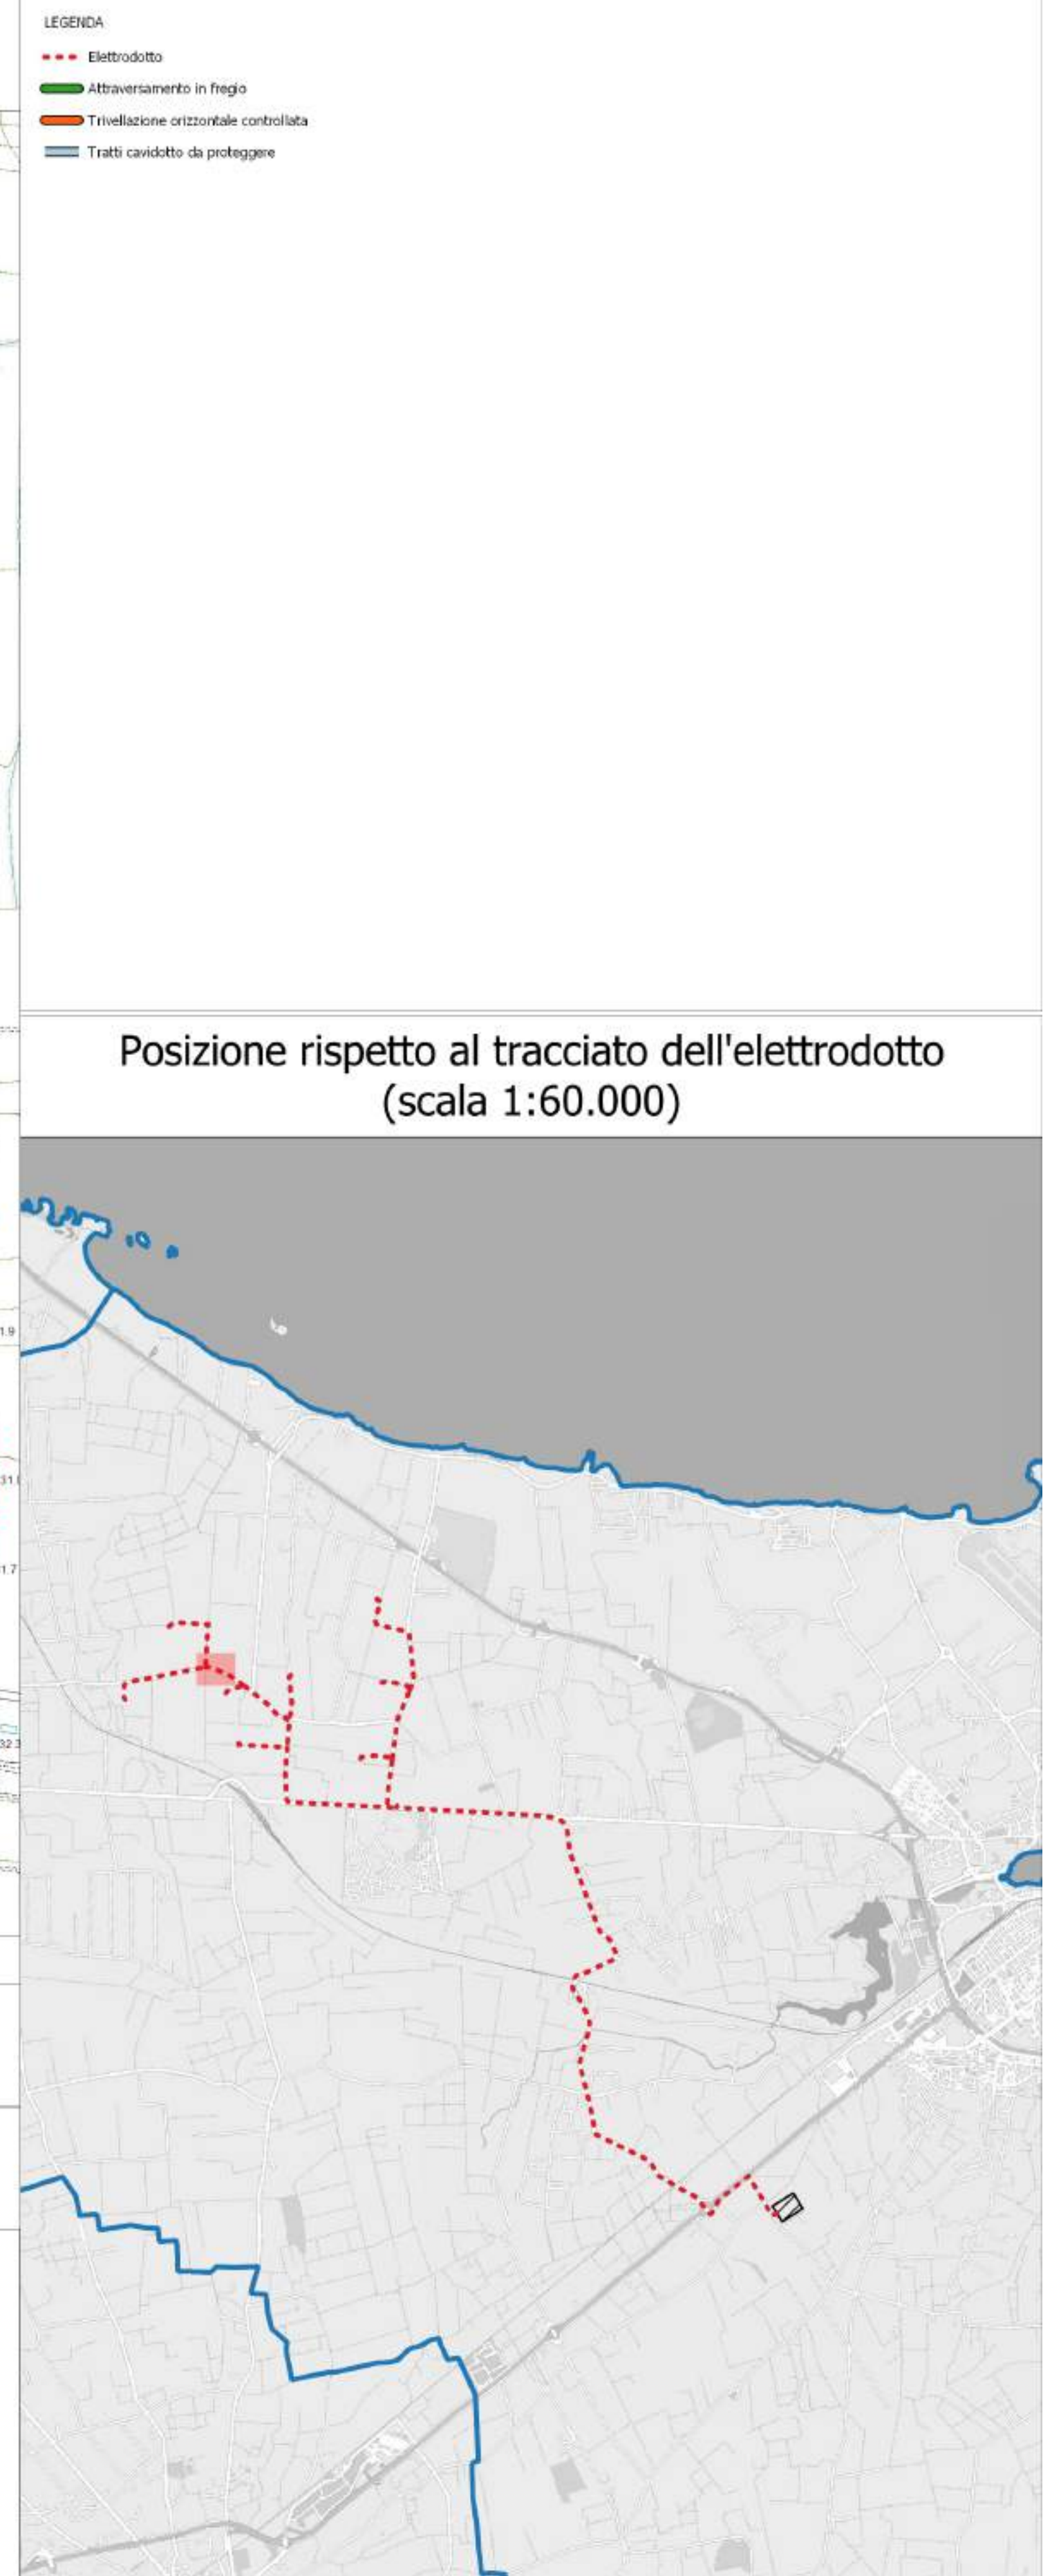 LEGENDA
Elettrodotto
Attraversamento in fregio
Trivellazione orizzontale controllata
Tratti cavidotto da proteggere
Posizione rispetto al tracciato dell'elettrodotto
(scala 1:60.000)